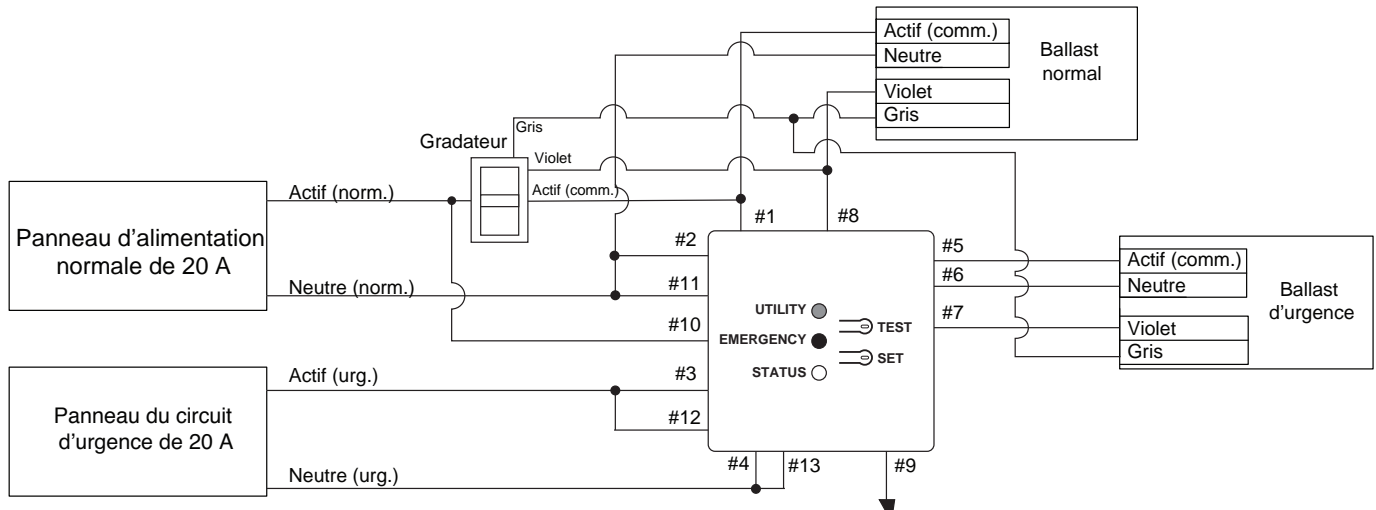 Actif (comm.)
Neutre
Violet
Gris
Ballast
normal
Gris
Gradateur
Violet
Actif (comm.)
Panneau d’alimentation
normale de 20 A
Actif (norm.)
Neutre (norm.)
#1
#8
#2
#11
#10
#3
#12
#4
#13
#9
#5
#6
#7
UTILITY
EMERGENCY
STATUS
TEST
SET
Actif (comm.)
Neutre
Violet
Gris
Ballast
d’urgence
Panneau du circuit
d’urgence de 20 A
Actif (urg.)
Neutre (urg.)